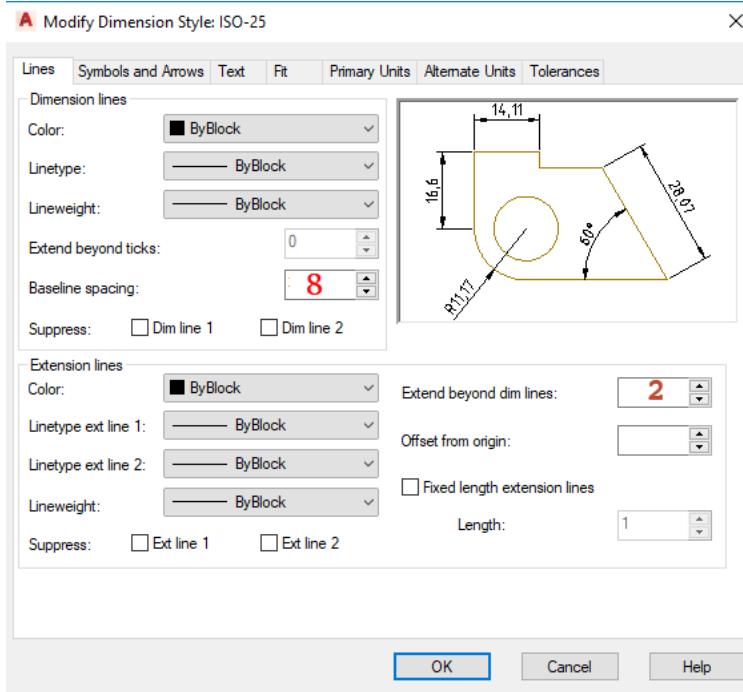 A Modify Dimension Style: ISO-25
Lines Symbols and Arrows Text Fit Primary Units Alternate Units Tolerances
Dimension lines
Color: ByBlock
Linetype: ByBlock
Lineweight: ByBlock
Extend beyond ticks: 0
Baseline spacing: 8
Suppress: Dim line 1 Dim line 2
14,11
16,6
28,07
60°
R11,17
Extension lines
Color: ByBlock
Linetype ext line 1: ByBlock
Linetype ext line 2: ByBlock
Lineweight: ByBlock
Suppress: Ext line 1 Ext line 2
Extend beyond dim lines: 2
Offset from origin:
Fixed length extension lines
Length: 1
OK Cancel Help